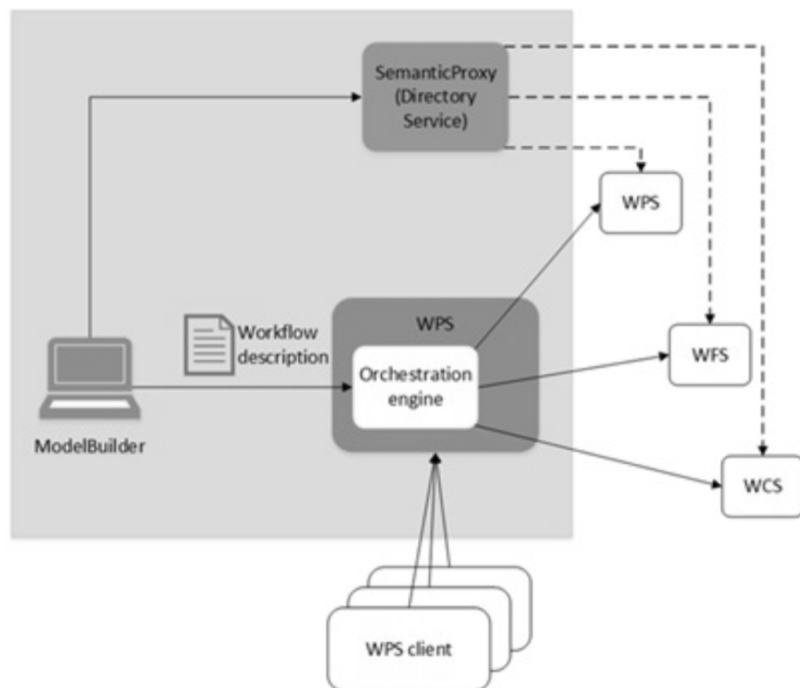 SemanticProxy
(Directory
Service)
WPS
WPS
Workflow
description
WFS
Orchestration
engine
ModelBuilder
WCS
WPS client